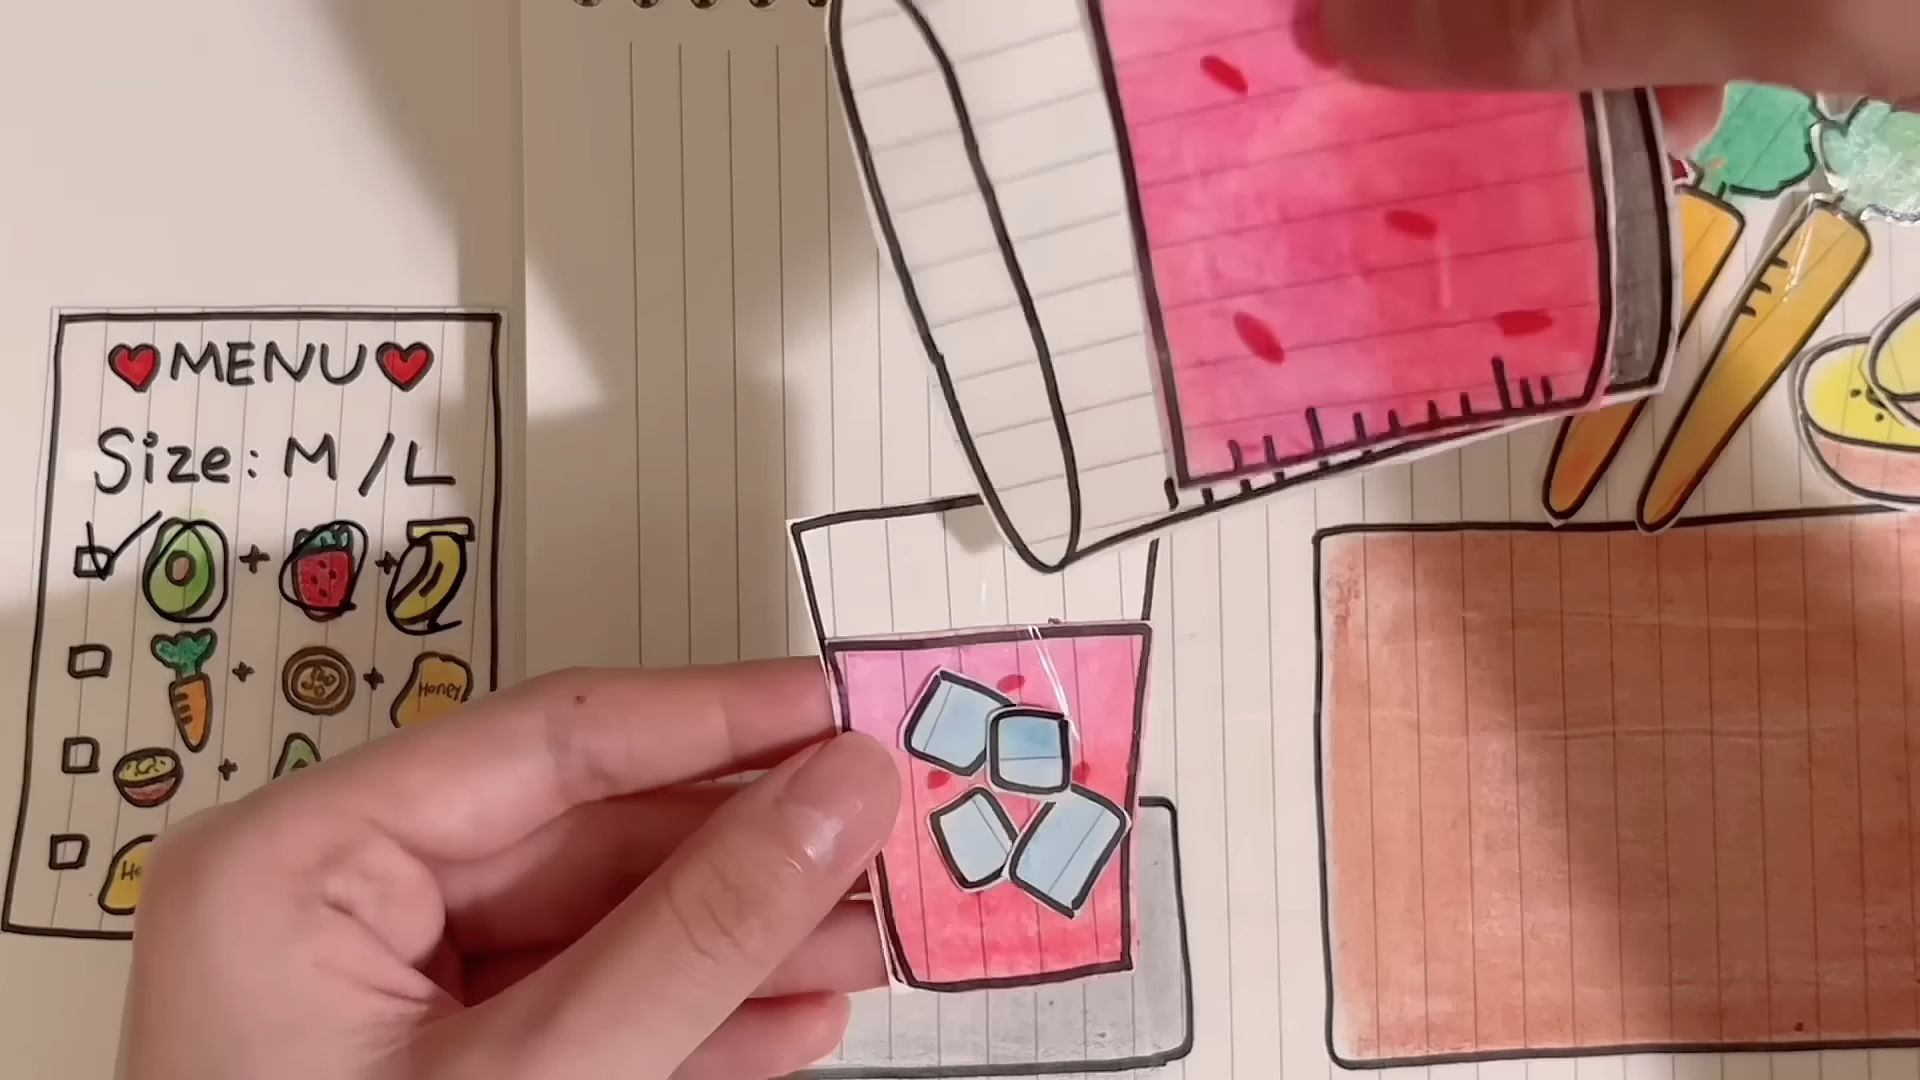 MENU
Size: M/L
+ +
+ +
Honey
+